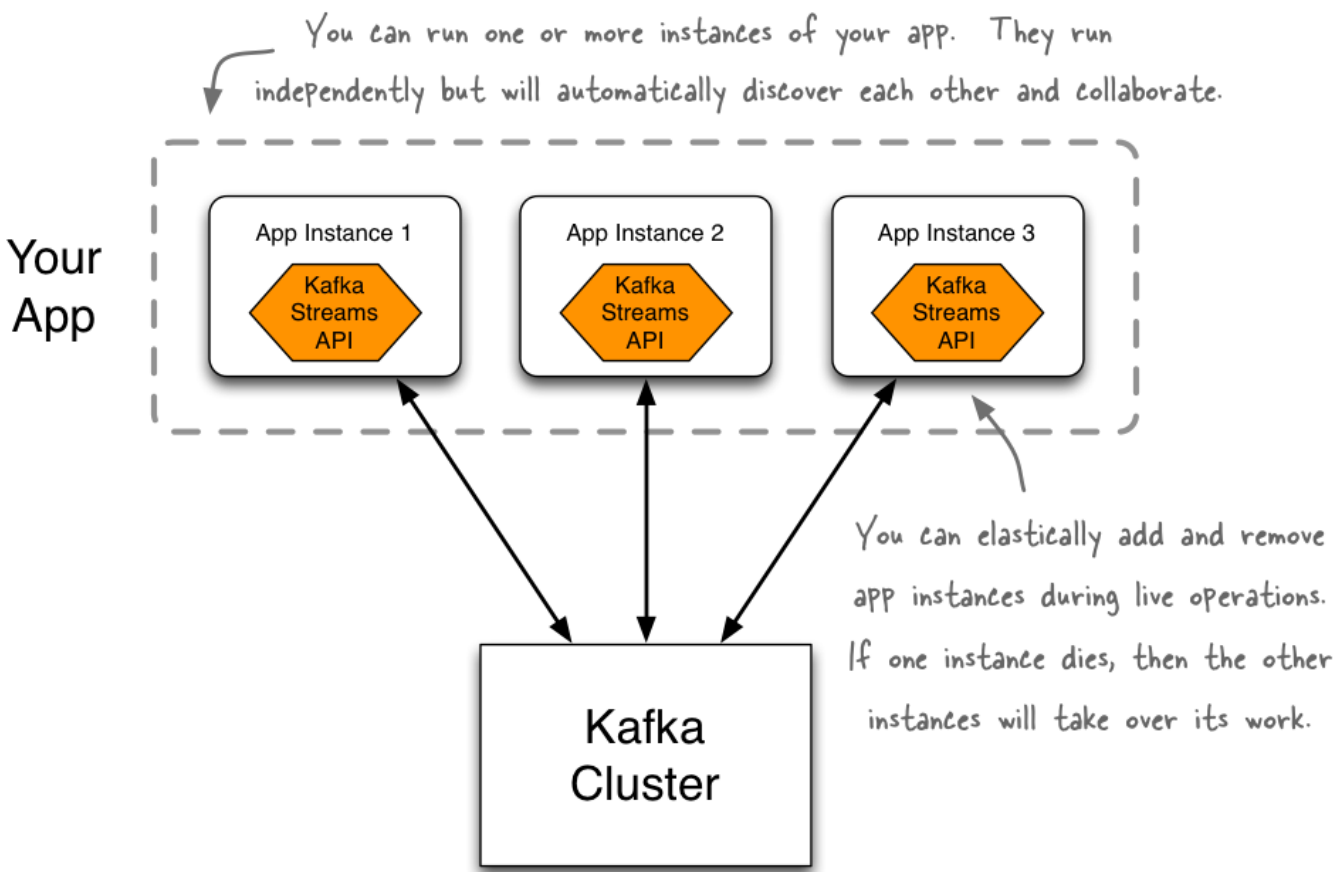 You can run one or more instances of your app. They run
independently but will automatically discover each other and collaborate.
Your
App
App Instance 1
Kafka
Streams
API
App Instance 2
Kafka
Streams
API
App Instance 3
Kafka
Streams
API
You can elastically add and remove
app instances during live operations.
If one instance dies, then the other
instances will take over its work.
Kafka
Cluster